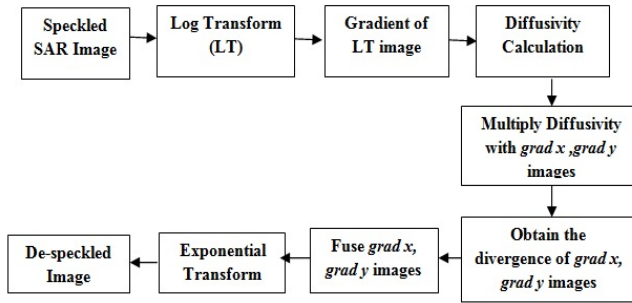 Speckled
SAR Image
Log Transform
(LT)
Gradient of
LT image
Diffusivity
Calculation
Multiply Diffusivity
with grad x ,grad y
images
Obtain the
divergence of grad x,
grad y images
Fuse grad x,
grad y images
Exponential
Transform
De-speckled
Image